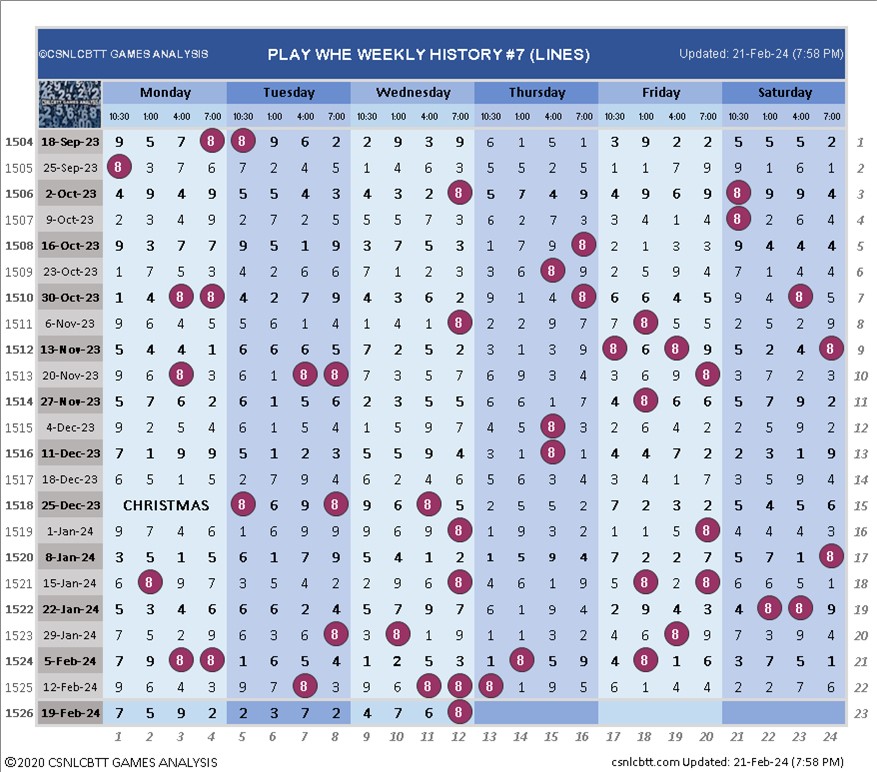 ©CSNLCBTT GAMES ANALYSIS PLAY WHE WEEKLY HISTORY #7 (LINES) Updated: 21-Feb-24 (7:58 PM)
Monday Tuesday Wednesday Thursday Friday Saturday
10:30 1:00 4:00 7:00 10:30 1:00 4:00 7:00 10:30 1:00 4:00 7:00 10:30 1:00 4:00 7:00 10:30 1:00 4:00 7:00 10:30 1:00 4:00 7:00
1504 18-Sep-23 9 5 7 8 8 9 6 2 2 9 3 9 6 1 5 1 3 9 2 2 5 5 5 2 1
1505 25-Sep-23 8 3 7 6 7 2 4 5 1 4 6 3 5 5 2 5 1 1 7 9 9 1 6 1 2
1506 2-Oct-23 4 9 4 9 5 5 4 3 4 3 2 8 5 7 4 9 4 9 6 9 8 9 9 4 3
1507 9-Oct-23 2 3 4 9 2 7 2 5 5 5 7 3 6 2 7 3 3 4 1 4 8 2 6 4 4
1508 16-Oct-23 9 3 7 7 9 5 1 9 3 7 5 3 1 7 9 8 2 1 3 3 9 4 4 4 5
1509 23-Oct-23 1 7 5 3 4 2 6 6 7 1 2 3 3 6 8 9 2 5 9 4 7 1 4 4 6
1510 30-Oct-23 1 4 8 8 4 2 7 9 4 3 6 2 9 1 4 8 6 6 4 5 9 4 8 5 7
1511 6-Nov-23 9 6 4 5 5 6 1 4 1 4 7 8 2 2 9 7 7 8 5 5 2 5 2 9 8
1512 13-Nov-23 5 4 4 1 6 6 6 5 7 2 5 2 3 1 3 9 8 6 8 9 5 2 4 8 9
1513 20-Nov-23 9 6 8 3 6 1 8 8 7 3 5 7 6 9 3 4 3 6 9 8 3 7 2 3 10
1514 27-Nov-23 5 7 6 2 6 1 5 6 2 3 5 5 6 6 1 7 4 8 6 6 5 7 9 2 11
1515 4-Dec-23 9 2 5 4 6 1 5 4 1 5 9 7 5 4 8 3 2 6 4 2 2 5 9 2 12
1516 11-Dec-23 7 1 9 9 5 1 2 3 5 5 9 4 3 1 8 1 4 4 7 2 2 3 1 9 13
1517 18-Dec-23 6 5 1 5 2 7 9 4 6 2 4 6 5 6 3 4 3 4 1 7 3 5 9 4 14
1518 25-Dec-23 CHRISTMAS 8 6 9 8 9 6 8 5 2 5 5 2 7 2 3 2 5 4 5 6 15
1519 1-Jan-24 9 7 4 6 1 6 9 9 9 6 9 8 1 3 3 2 1 1 5 8 4 4 4 3 16
1520 8-Jan-24 3 5 1 5 6 1 7 9 5 4 1 2 1 5 9 4 7 2 2 7 5 7 1 8 17
1521 15-Jan-24 6 8 9 7 3 5 4 2 2 9 6 8 4 6 1 9 5 8 2 8 6 6 5 1 18
1522 22-Jan-24 5 3 4 6 6 6 2 4 5 7 9 7 6 1 9 4 2 9 4 3 4 8 8 9 19
1523 29-Jan-24 7 5 2 9 6 3 6 8 3 8 1 9 1 1 3 2 4 6 8 9 7 3 9 4 20
1524 5-Feb-24 7 9 8 8 1 6 5 4 1 2 5 3 1 8 5 9 4 8 1 6 3 7 5 1 21
1525 12-Feb-24 9 6 4 3 9 7 8 3 9 6 8 8 8 1 9 5 6 1 4 4 2 2 7 6 22
1526 19-Feb-24 7 5 9 2 2 3 7 2 4 7 6 8 23
1 2 3 4 5 6 7 8 9 10 11 12 13 14 15 16 17 18 19 20 21 22 23 24
©2020 CSNLCBTT GAMES ANALYSIS csnlcbtt.com Updated: 21-Feb-24 (7:58 PM)